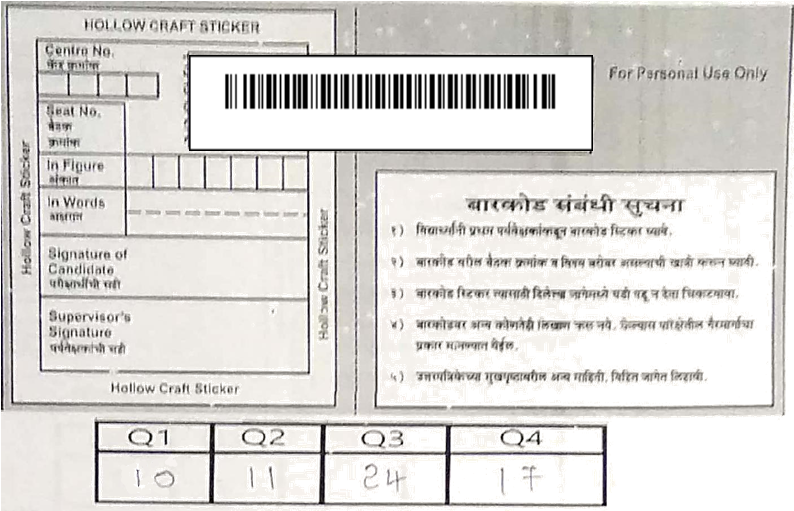 HOLLOW CRAFT STICKER
Centre No.
केंद्र क्रमांक
Seat No.
बैठक
क्रमांक
In Figure
अंकात
In Words
अक्षरात
Signature of
Candidate
परीक्षार्थीची सही
Supervisor's
Signature
पर्यवेक्षकांची सही
Hollow Craft Sticker
Hollow Craft Sticker
Hollow Craft Sticker
For Personal Use Only
बारकोड संबंधी सुचना
१) विद्यार्थ्यांनी प्रथम पर्यवेक्षकांकडून बारकोड स्टिकर घ्यावे.
२) बारकोड वरील बैठक क्रमांक व विषय बरोबर असल्याची खात्री करून घ्यावी.
३) बारकोड स्टिकर त्यासाठी दिलेल्या जागेमध्ये घडी पडू न देता चिकटवावा.
४) बारकोडवर अन्य कोणतेही लिखाण करू नये. केल्यास परिक्षेतील गैरमार्गाचा
प्रकार मानण्यात येईल.
५) उत्तरपत्रिकेच्या मुखपृष्ठावरील अन्य माहिती, विहित जागेत लिहावी.
Q1 Q2 Q3 Q4
10 11 24 17